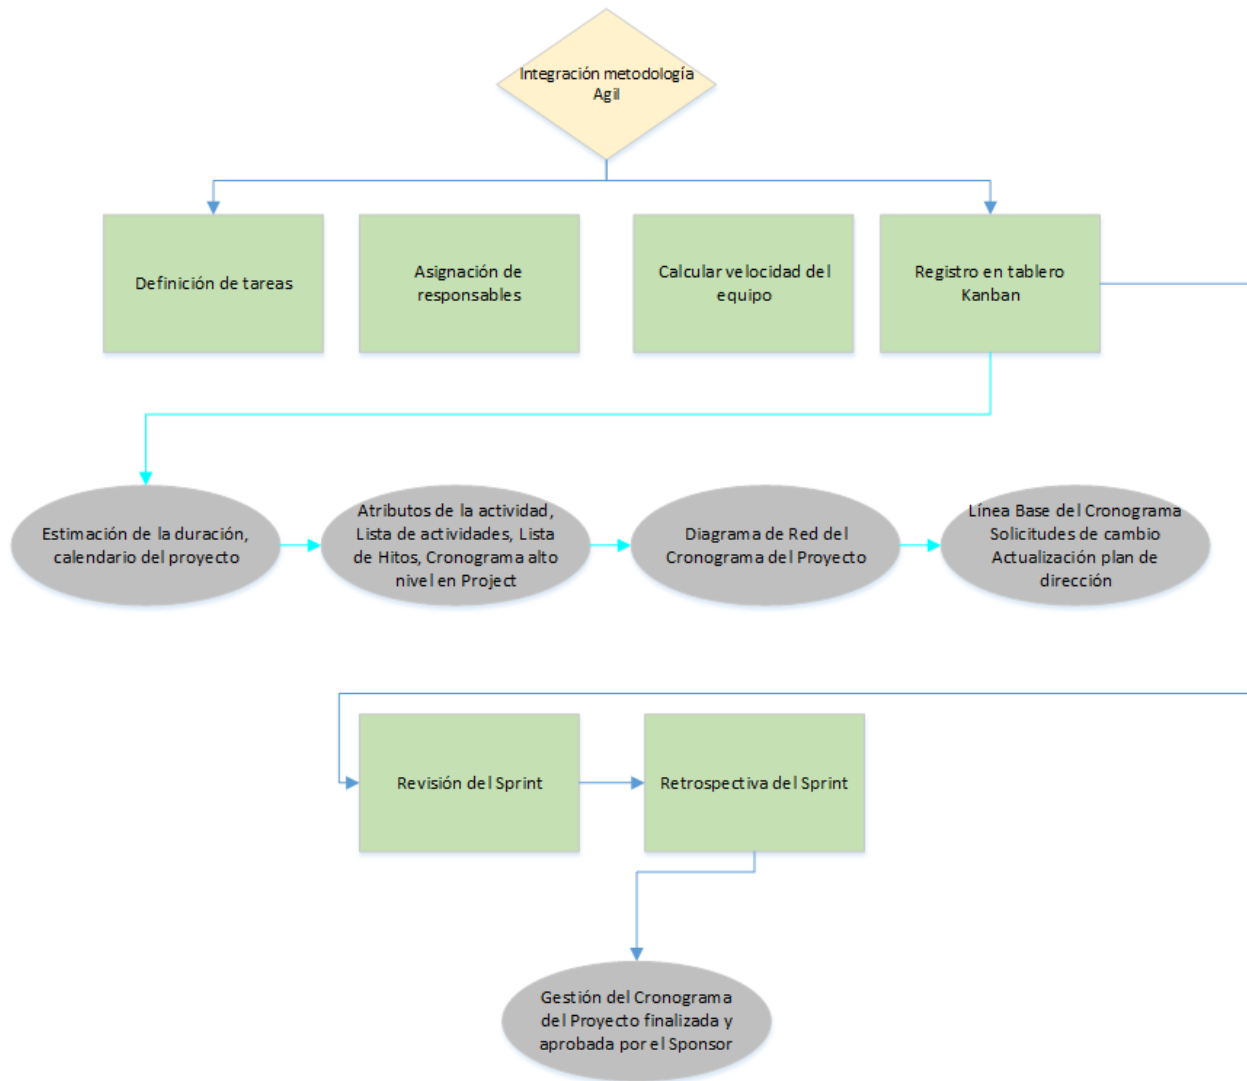 Integración metodología
Agil
Definición de tareas
Asignación de
responsables
Calcular velocidad del
equipo
Registro en tablero
Kanban
Estimación de la duración,
calendario del proyecto
Atributos de la actividad,
Lista de actividades, Lista
de Hitos, Cronograma alto
nivel en Project
Diagrama de Red del
Cronograma del Proyecto
Línea Base del Cronograma
Solicitudes de cambio
Actualización plan de
dirección
Revisión del Sprint
Retrospectiva del Sprint
Gestión del Cronograma
del Proyecto finalizada y
aprobada por el Sponsor